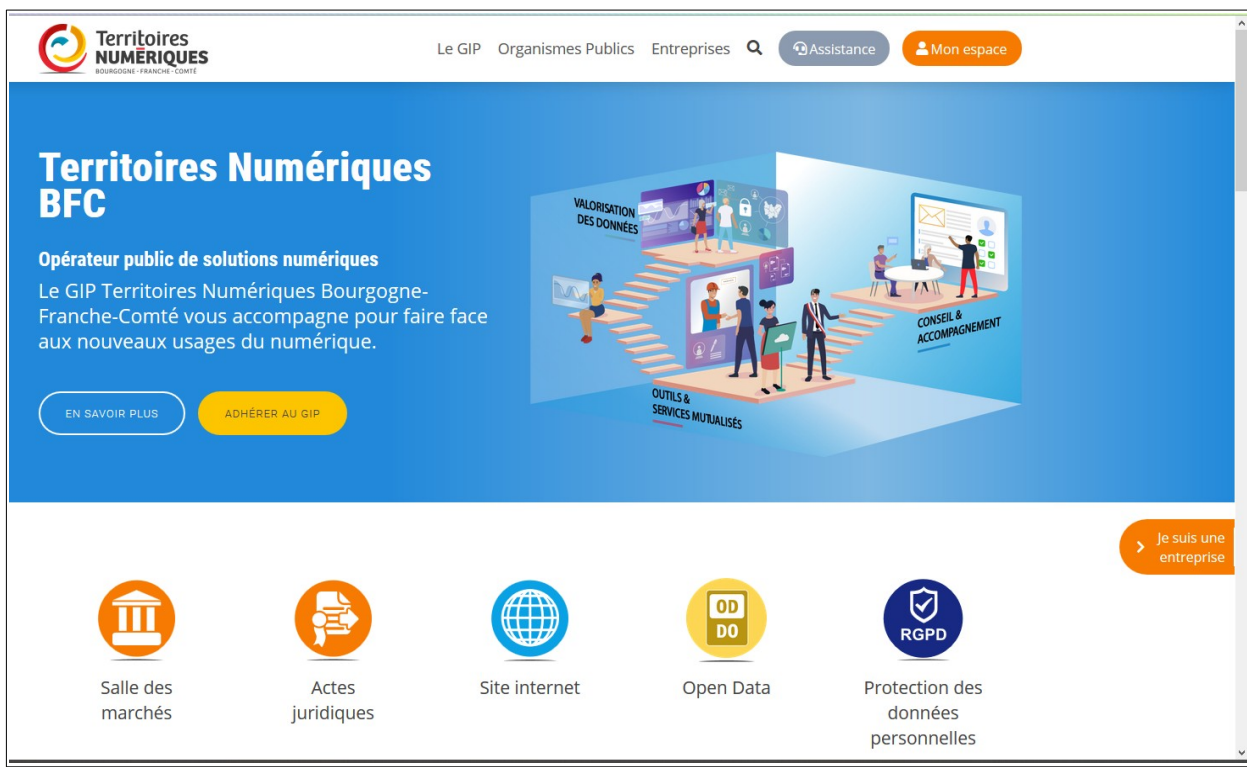 Territoires
NUMĒRIQUES
BOURGOGNE-FRANCHE-COMTÉ
Le GIP Organismes Publics Entreprises Assistance Mon espace
Territoires Numériques
BFC
Opérateur public de solutions numériques
Le GIP Territoires Numériques Bourgogne-
Franche-Comté vous accompagne pour faire face
aux nouveaux usages du numérique.
EN SAVOIR PLUS ADHÉRER AU GIP
VALORISATION
DES DONNÉES
CONSEIL &
ACCOMPAGNEMENT
OUTILS &
SERVICES MUTUALISÉS
Je suis une
entreprise
OD
DO
RGPD
Salle des
marchés
Actes
juridiques
Site internet
Open Data
Protection des
données
personnelles